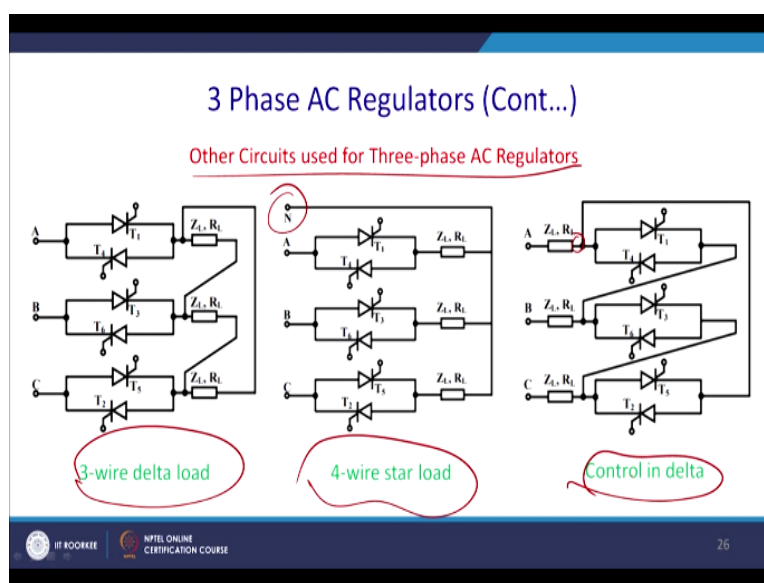 3 Phase AC Regulators (Cont...)
Other Circuits used for Three-phase AC Regulators
A
T1
T4
ZL, RL
B
T3
T6
ZL, RL
C
T5
T2
ZL, RL
3-wire delta load
N
A
T1
T4
ZL, RL
B
T3
T6
ZL, RL
C
T5
T2
ZL, RL
4-wire star load
A
ZL, RL
T1
T4
B
ZL, RL
T3
T6
C
ZL, RL
T5
T2
Control in delta
IIT ROORKEE
NPTEL ONLINE
CERTIFICATION COURSE
26